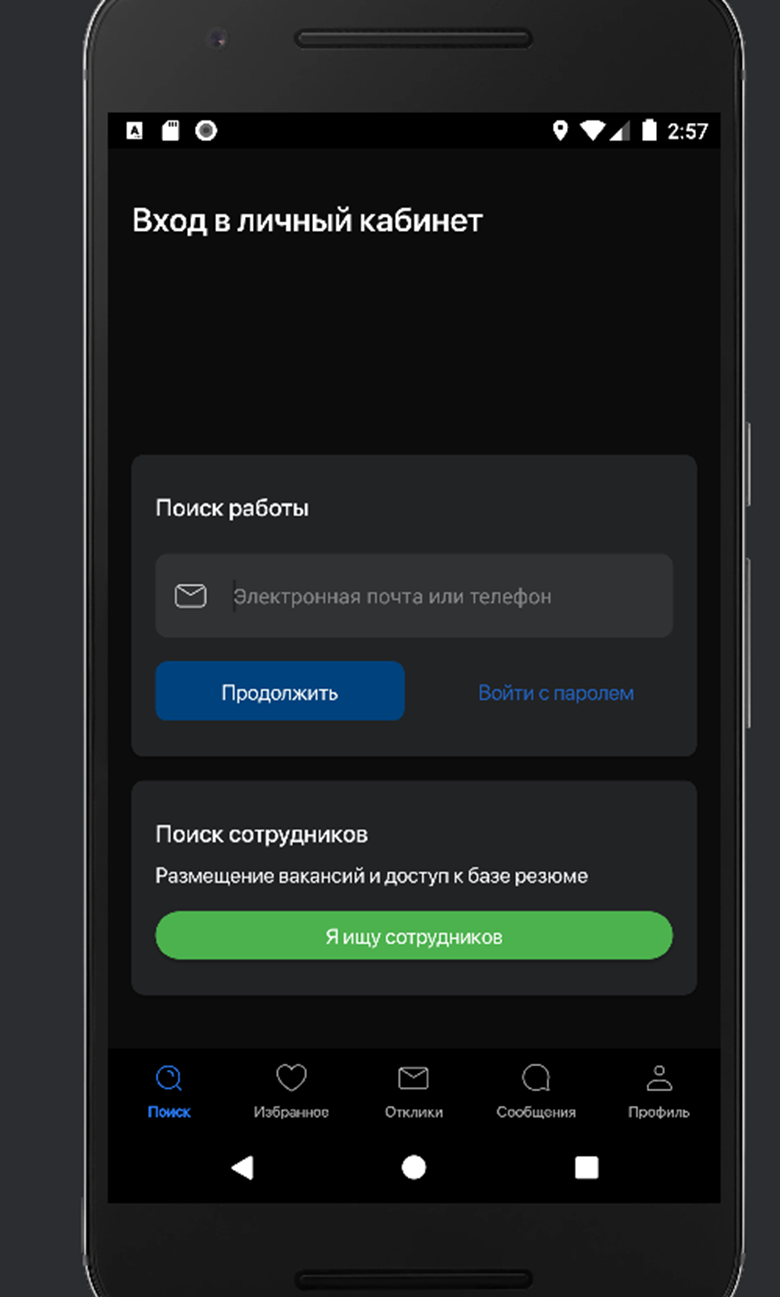 2:57
Вход в личный кабинет
Поиск работы
Электронная почта или телефон
Продолжить
Войти с паролем
Поиск сотрудников
Размещение вакансий и доступ к базе резюме
Я ищу сотрудников
Поиск
Избранное
Отклики
Сообщения
Профиль